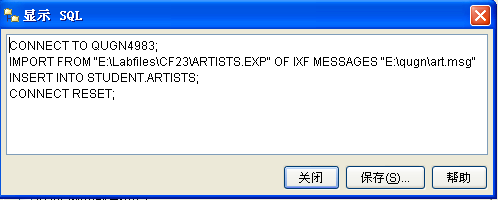 显示 SQL
CONNECT TO QUGN4983;
IMPORT FROM "E:\Labfiles\CF23\ARTISTS.EXP" OF IXF MESSAGES "E:\qugn\art.msg"
INSERT INTO STUDENT.ARTISTS;
CONNECT RESET;
关闭
保存(S)...
帮助